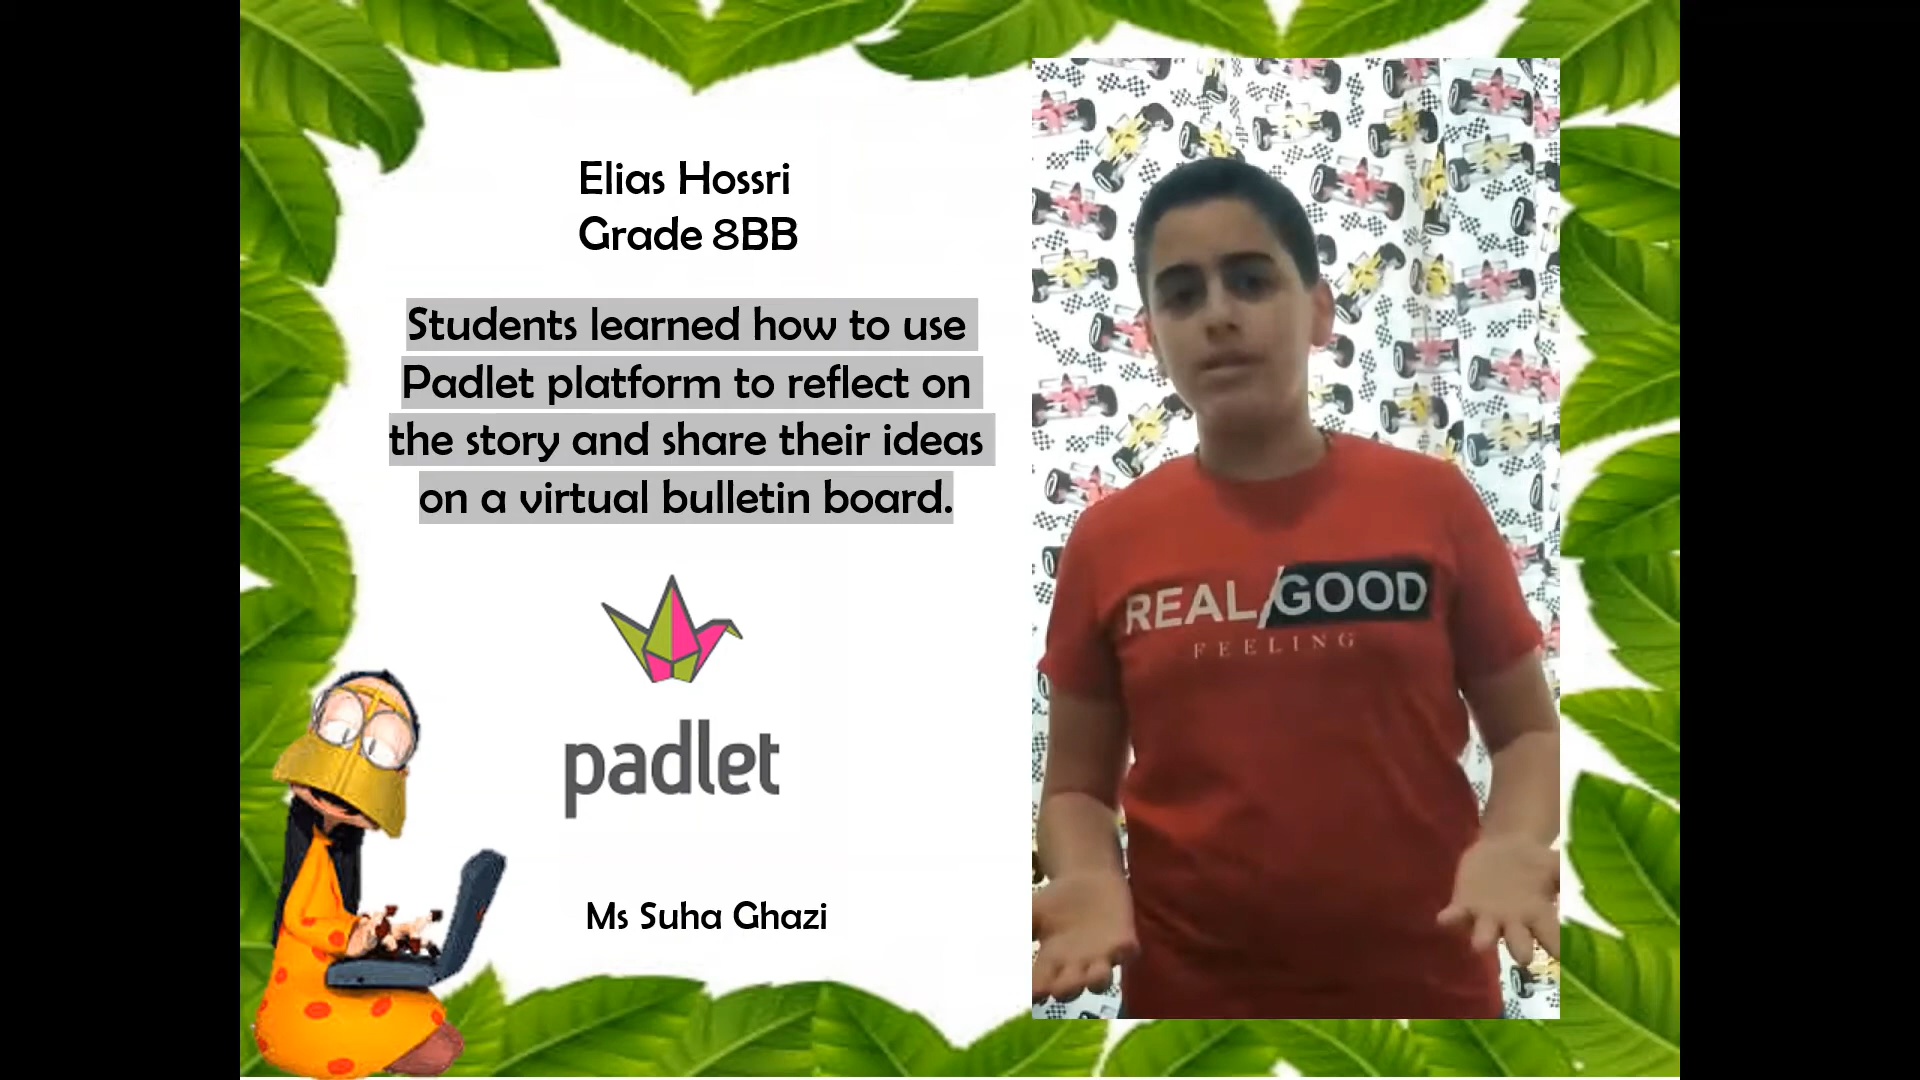 Elias Hossri
Grade 8BB
Students learned how to use
Padlet platform to reflect on
the story and share their ideas
on a virtual bulletin board.
padlet
Ms Suha Ghazi
REAL/GOOD
FEELING